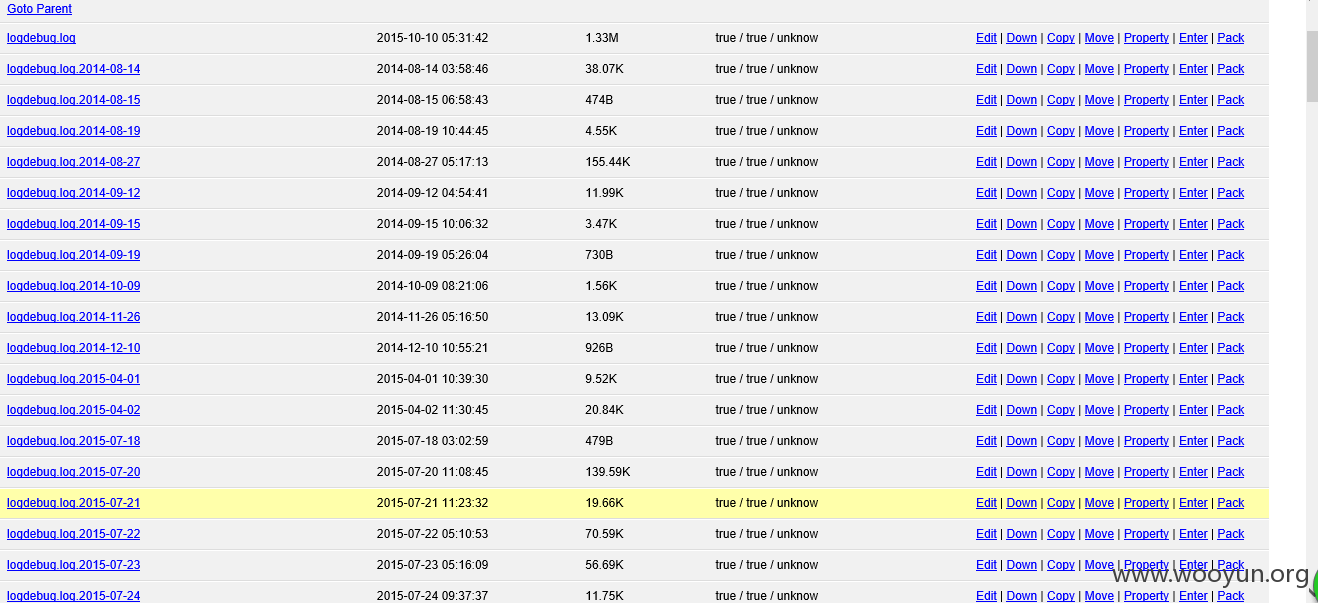 Goto Parent
logdebug.log 2015-10-10 05:31:42 1.33M true / true / unknow Edit | Down | Copy | Move | Property | Enter | Pack
logdebug.log.2014-08-14 2014-08-14 03:58:46 38.07K true / true / unknow Edit | Down | Copy | Move | Property | Enter | Pack
logdebug.log.2014-08-15 2014-08-15 06:58:43 474B true / true / unknow Edit | Down | Copy | Move | Property | Enter | Pack
logdebug.log.2014-08-19 2014-08-19 10:44:45 4.55K true / true / unknow Edit | Down | Copy | Move | Property | Enter | Pack
logdebug.log.2014-08-27 2014-08-27 05:17:13 155.44K true / true / unknow Edit | Down | Copy | Move | Property | Enter | Pack
logdebug.log.2014-09-12 2014-09-12 04:54:41 11.99K true / true / unknow Edit | Down | Copy | Move | Property | Enter | Pack
logdebug.log.2014-09-15 2014-09-15 10:06:32 3.47K true / true / unknow Edit | Down | Copy | Move | Property | Enter | Pack
logdebug.log.2014-09-19 2014-09-19 05:26:04 730B true / true / unknow Edit | Down | Copy | Move | Property | Enter | Pack
logdebug.log.2014-10-09 2014-10-09 08:21:06 1.56K true / true / unknow Edit | Down | Copy | Move | Property | Enter | Pack
logdebug.log.2014-11-26 2014-11-26 05:16:50 13.09K true / true / unknow Edit | Down | Copy | Move | Property | Enter | Pack
logdebug.log.2014-12-10 2014-12-10 10:55:21 926B true / true / unknow Edit | Down | Copy | Move | Property | Enter | Pack
logdebug.log.2015-04-01 2015-04-01 10:39:30 9.52K true / true / unknow Edit | Down | Copy | Move | Property | Enter | Pack
logdebug.log.2015-04-02 2015-04-02 11:30:45 20.84K true / true / unknow Edit | Down | Copy | Move | Property | Enter | Pack
logdebug.log.2015-07-18 2015-07-18 03:02:59 479B true / true / unknow Edit | Down | Copy | Move | Property | Enter | Pack
logdebug.log.2015-07-20 2015-07-20 11:08:45 139.59K true / true / unknow Edit | Down | Copy | Move | Property | Enter | Pack
logdebug.log.2015-07-21 2015-07-21 11:23:32 19.66K true / true / unknow Edit | Down | Copy | Move | Property | Enter | Pack
logdebug.log.2015-07-22 2015-07-22 05:10:53 70.59K true / true / unknow Edit | Down | Copy | Move | Property | Enter | Pack
logdebug.log.2015-07-23 2015-07-23 05:16:09 56.69K true / true / unknow Edit | Down | Copy | Move | Property | Enter | Pack
www.wooyun.org
logdebug.log.2015-07-24 2015-07-24 09:37:37 11.75K true / true / unknow Edit | Down | Copy | Move | Property | Enter | Pack